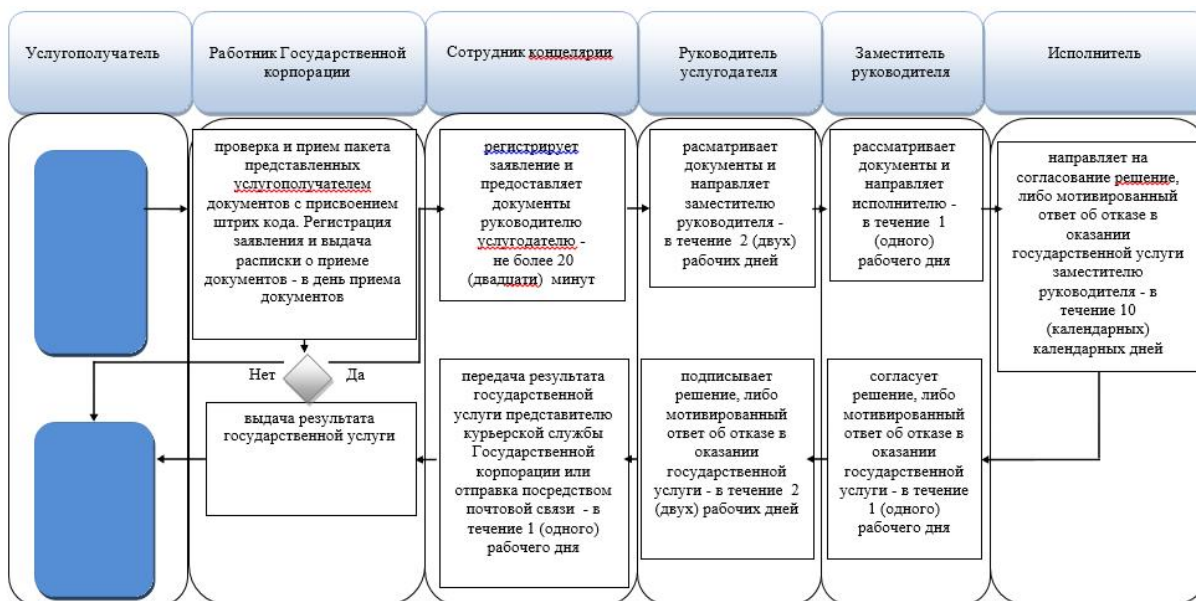 Услугополучатель
Работник Государственной
корпорации
Сотрудник концелярии
Руководитель
услугодателя
Заместитель
руководителя
Исполнитель
проверка и прием пакета
представленных
услугополучателем
документов с присвоением
штрих кода. Регистрация
заявления и выдача
расписки о приеме
документов - в день приема
документов
регистрирует
заявление и
предоставляет
документы
руководителю
услугодателю -
не более 20
(двадцати) минут
расматривает
документы и
направляет
заместителю
руководителя -
в течение 2 (двух)
рабочих дней
рассматривает
документы и
направляет
исполнителю -
в течение 1
(одного)
рабочего дня
направляет на
согласование решение,
либо мотивированный
ответ об отказе в
оказании
государственной услуги
заместителю
руководителя - в
течение 10
(календарных)
календарных дней
Нет
Да
выдача результата
государственной услуги
передача результата
государственной
услуги представителю
курьерской службы
Государственной
корпорации или
отправка посредством
почтовой связи - в
течение 1 (одного)
рабочего дня
подписывает
решение, либо
мотивированный
ответ об отказе в
оказании
государственной
услуги - в течение 2
(двух) рабочих дней
согласует
решение, либо
мотивированный
ответ об отказе в
оказании
государственной
услуги - в течение
1 (одного)
рабочего дня